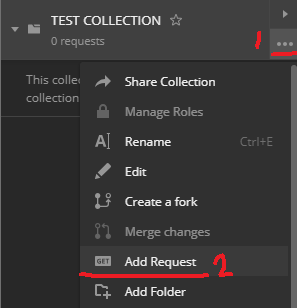 TEST COLLECTION
0 requests
1
This collec
collection
Share Collection
Manage Roles
Rename Ctrl+E
Edit
Create a fork
Merge changes
GET Add Request 2
Add Folder